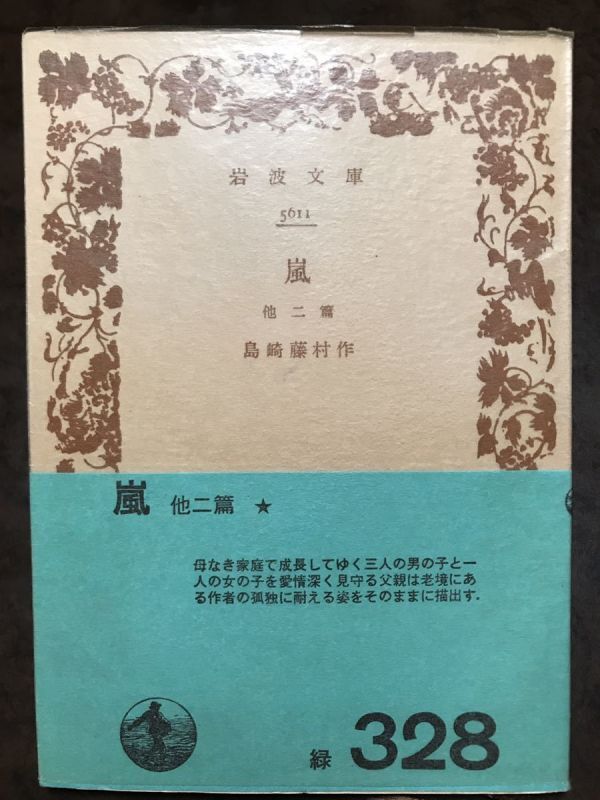 岩波文庫
5611
嵐
他二篇
島崎藤村作
嵐 他二篇 ★
母なき家庭で成長してゆく三人の男の子と一
人の女の子を愛情深く見守る父親は老境にあ
る作者の孤独に耐える姿をそのままに描出す.
緑 328